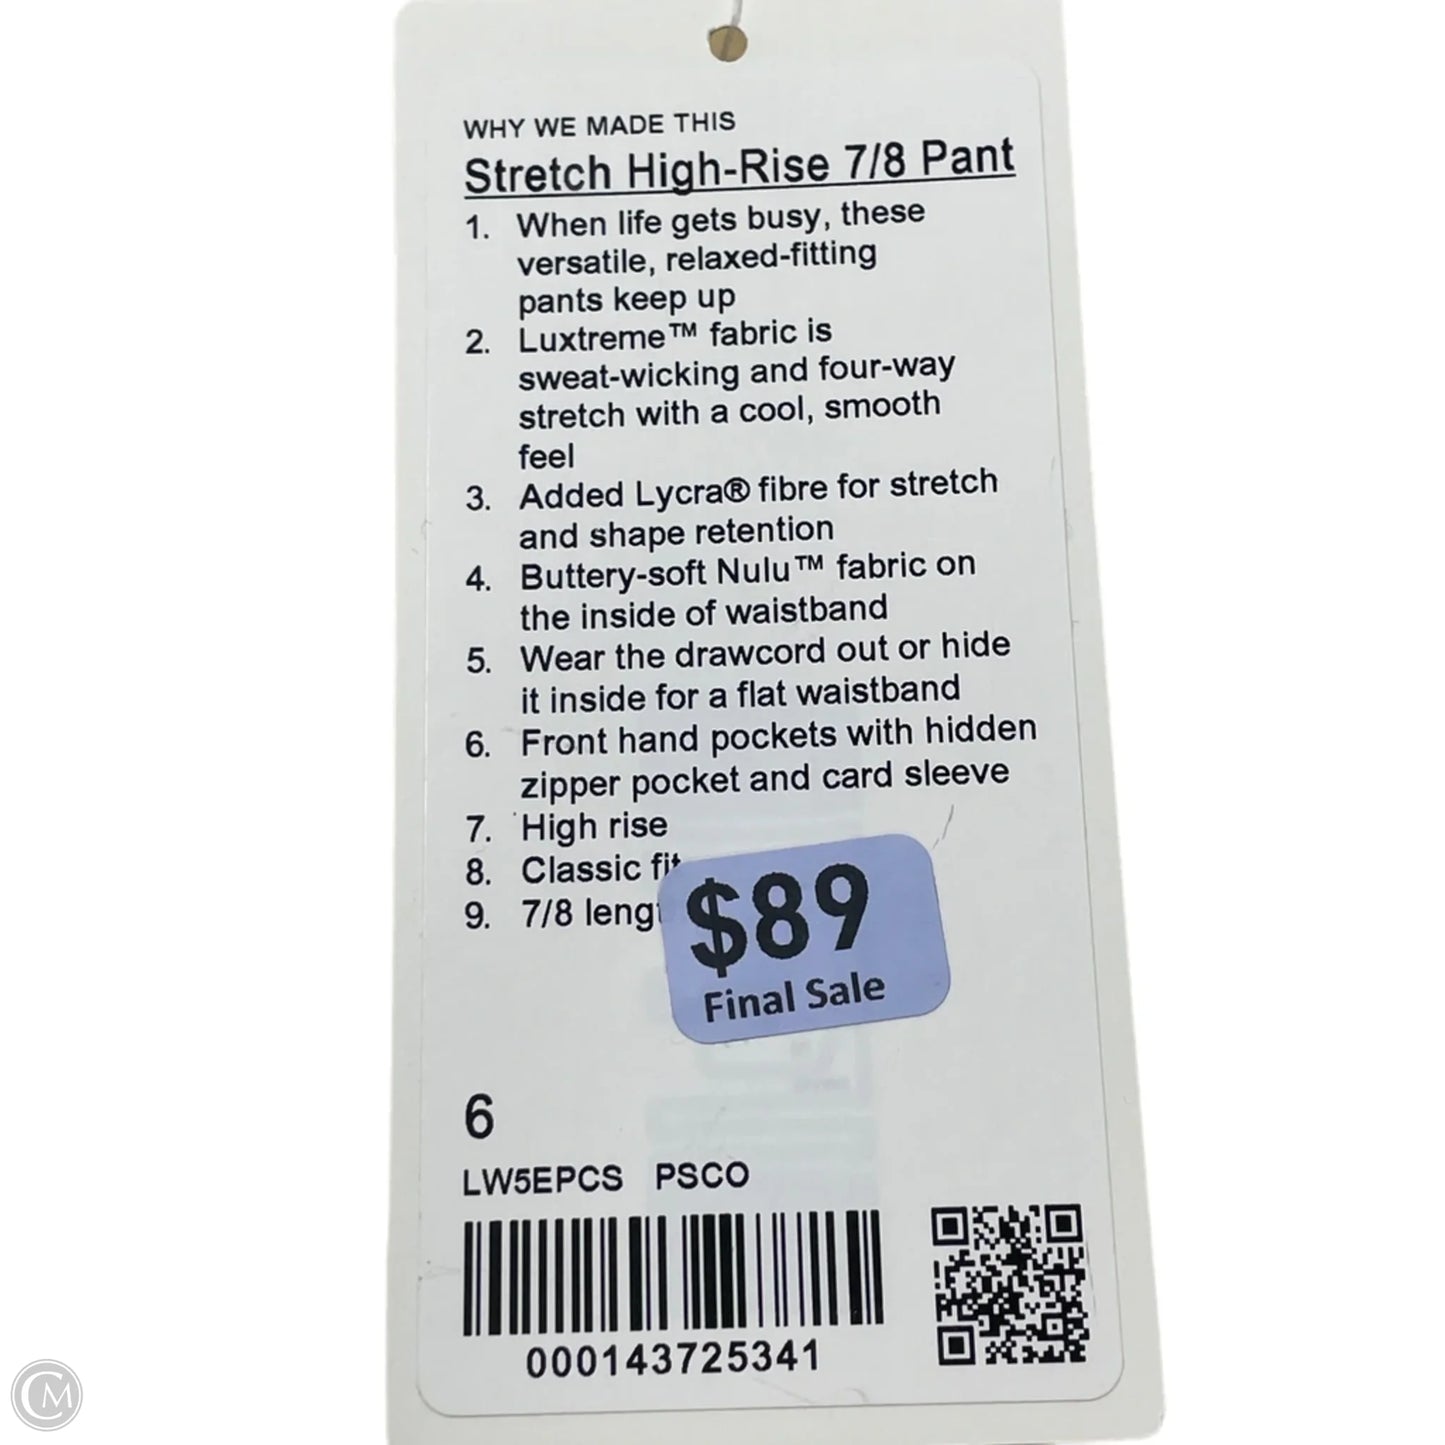 WHY WE MADE THIS
Stretch High-Rise 7/8 Pant
1. When life gets busy, these
versatile, relaxed-fitting
pants keep up
2. Luxtreme™ fabric is
sweat-wicking and four-way
stretch with a cool, smooth
feel
3. Added Lycra® fibre for stretch
and shape retention
4. Buttery-soft Nulu™ fabric on
the inside of waistband
5. Wear the drawcord out or hide
it inside for a flat waistband
6. Front hand pockets with hidden
zipper pocket and card sleeve
7. High rise
8. Classic fit
9. 7/8
$89
Final Sale
6
LW5EPCS PSCO
000143725341
CM